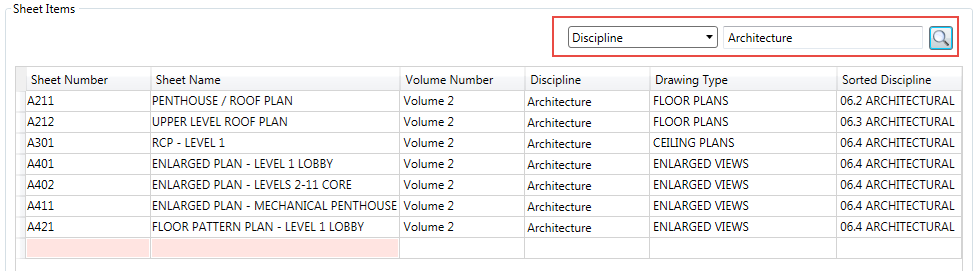 Sheet Items
Discipline Architecture
Sheet Number Sheet Name Volume Number Discipline Drawing Type Sorted Discipline
A211 PENTHOUSE / ROOF PLAN Volume 2 Architecture FLOOR PLANS 06.2 ARCHITECTURAL
A212 UPPER LEVEL ROOF PLAN Volume 2 Architecture FLOOR PLANS 06.3 ARCHITECTURAL
A301 RCP - LEVEL 1 Volume 2 Architecture CEILING PLANS 06.4 ARCHITECTURAL
A401 ENLARGED PLAN - LEVEL 1 LOBBY Volume 2 Architecture ENLARGED VIEWS 06.4 ARCHITECTURAL
A402 ENLARGED PLAN - LEVELS 2-11 CORE Volume 2 Architecture ENLARGED VIEWS 06.4 ARCHITECTURAL
A411 ENLARGED PLAN - MECHANICAL PENTHOUSE Volume 2 Architecture ENLARGED VIEWS 06.4 ARCHITECTURAL
A421 FLOOR PATTERN PLAN - LEVEL 1 LOBBY Volume 2 Architecture ENLARGED VIEWS 06.4 ARCHITECTURAL